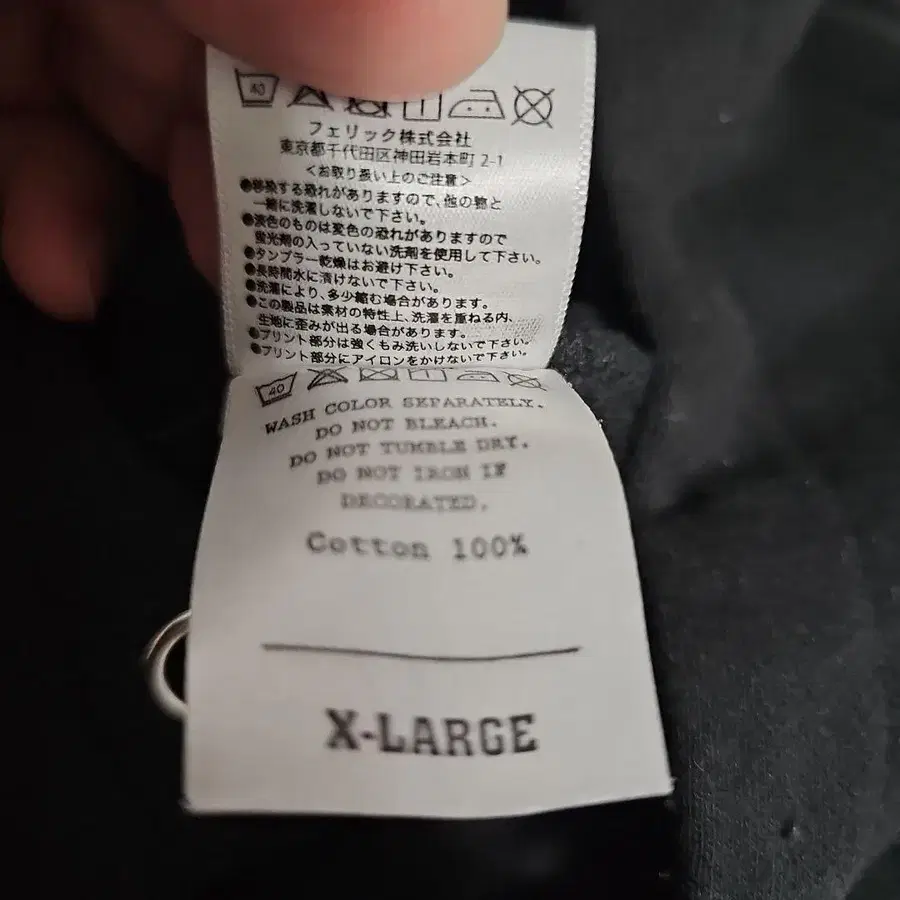 40
フェリック株式会社
東京都千代田区神田岩本町 2-1
<お取り扱い上のご注意>
●移染する恐れがありますので、他の物と
一緒に洗濯しないで下さい。
●淡色のものは変色の恐れがありますので
蛍光剤の入っていない洗剤を使用して下さい。
●タンブラー乾燥はお避け下さい。
●長時間水に漬けないで下さい。
●洗濯により、多少縮む場合があります。
●この製品は素材の特性上、洗濯を重ねる内、
生地に歪みが出る場合があります。
●プリント部分は強くもみ洗いしないで下さい。
●プリント部分にアイロンをかけないで下さい。
40
WASH COLOR SEPARATELY.
DO NOT BLEACH.
DO NOT TUMBLE DRY.
DO NOT IRON IF
DECORATED.
Cotton 100%
X-LARGE